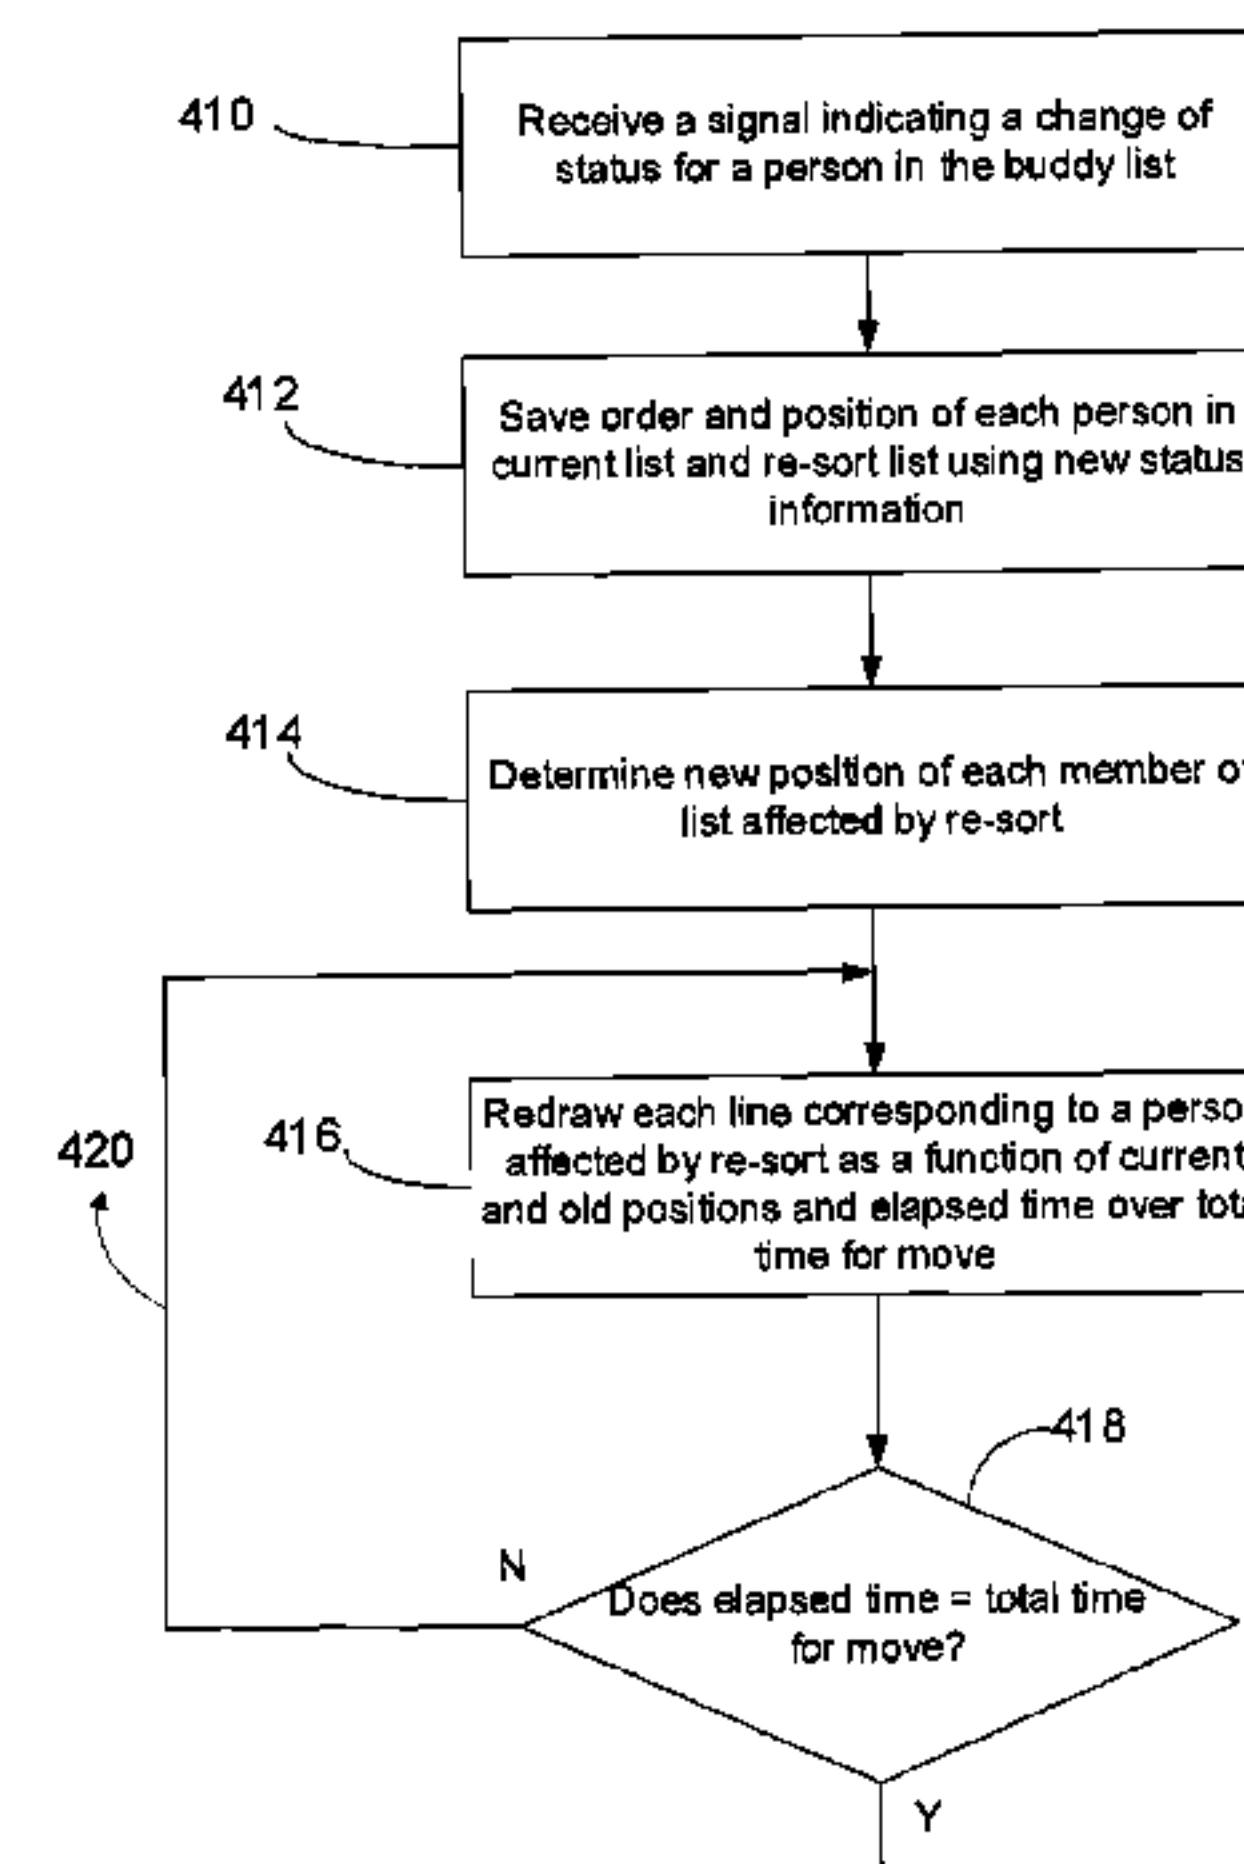 410
Receive a signal indicating a change of
status for a person in the buddy list
412
Save order and position of each person in
current list and re-sort list using new status
information
414
Determine new position of each member
list affected by re-sort
420
416
Redraw each line corresponding to a
affected by re-sort as a function of current
and old positions and elapsed time over
time for move
418
N
Does elapsed time = total time
for move?
Y